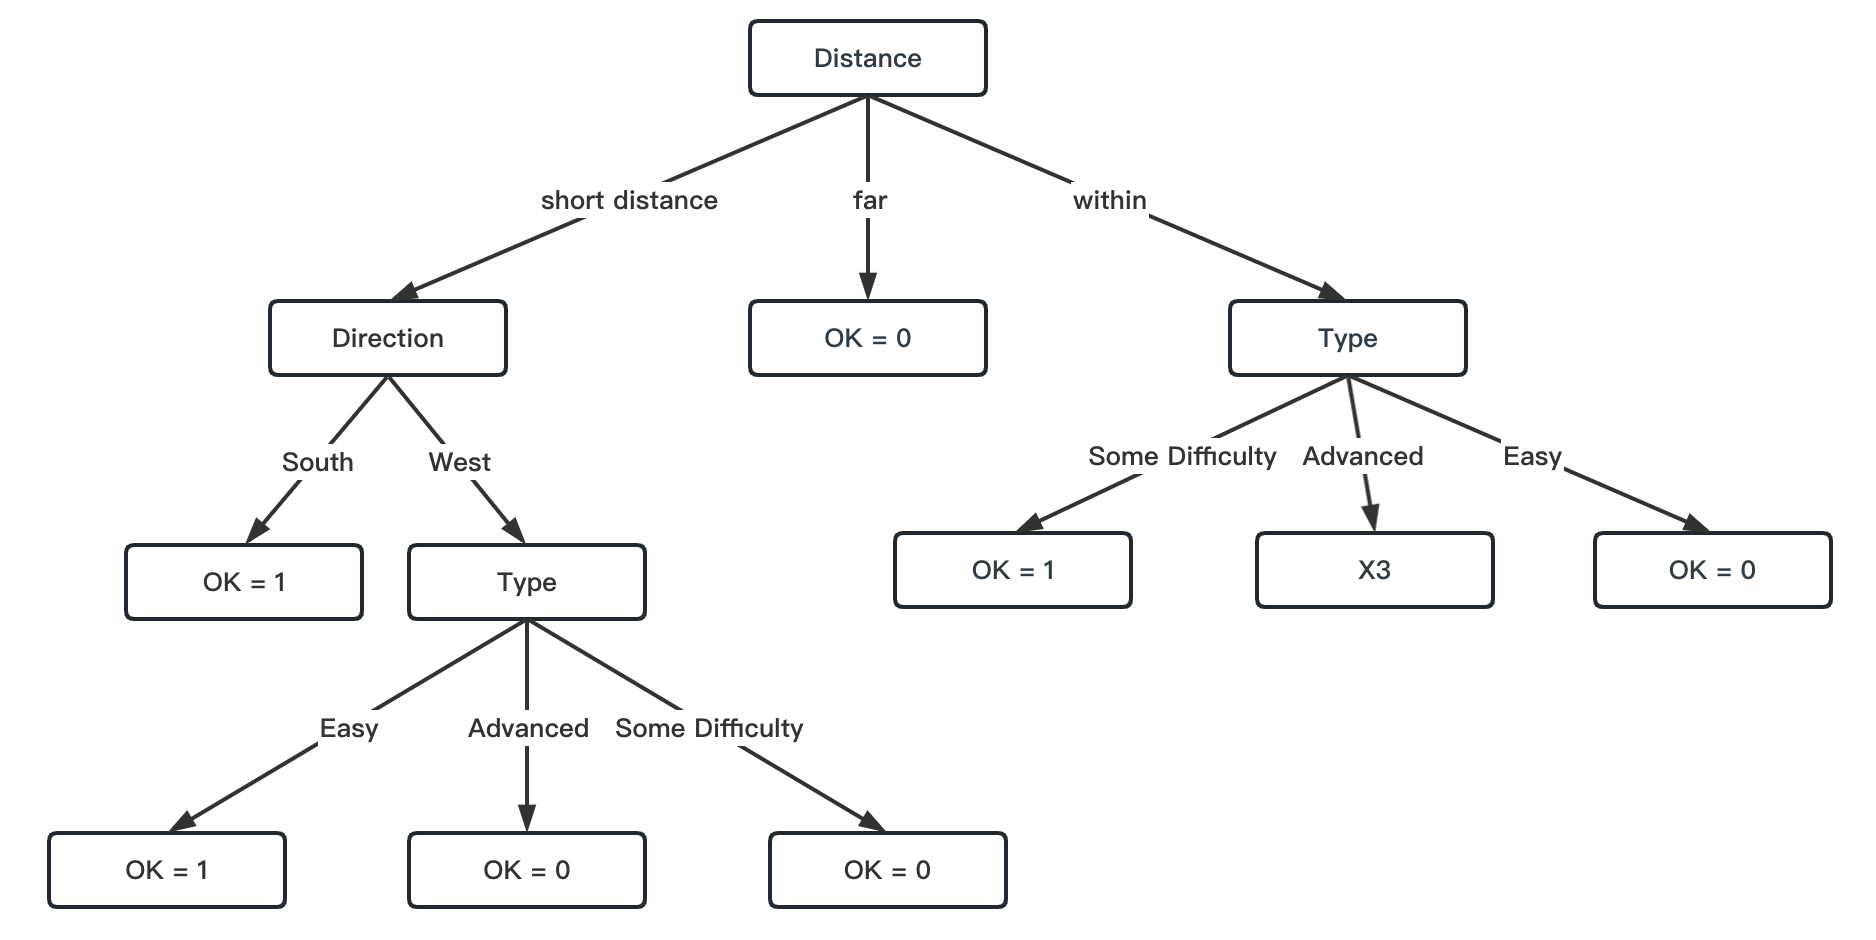 Distance
short distance
far
within
Direction
OK = 0
Type
South
West
Some Difficulty
Advanced
Easy
OK = 1
Type
OK = 1
X3
OK = 0
Easy
Advanced
Some Difficulty
OK = 1
OK = 0
OK = 0